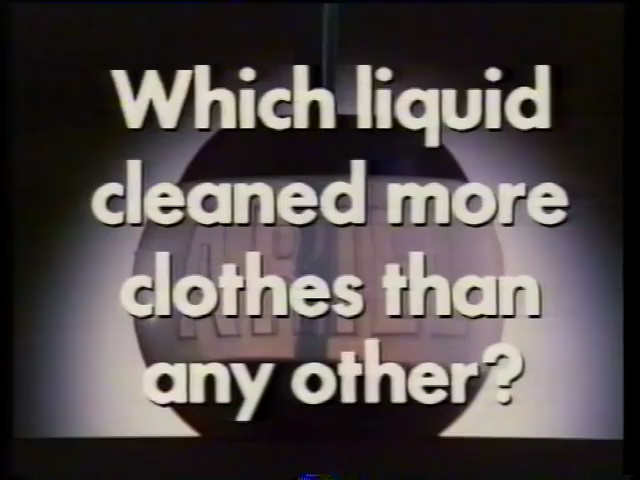 Which liquid
cleaned more
clothes than
any other?